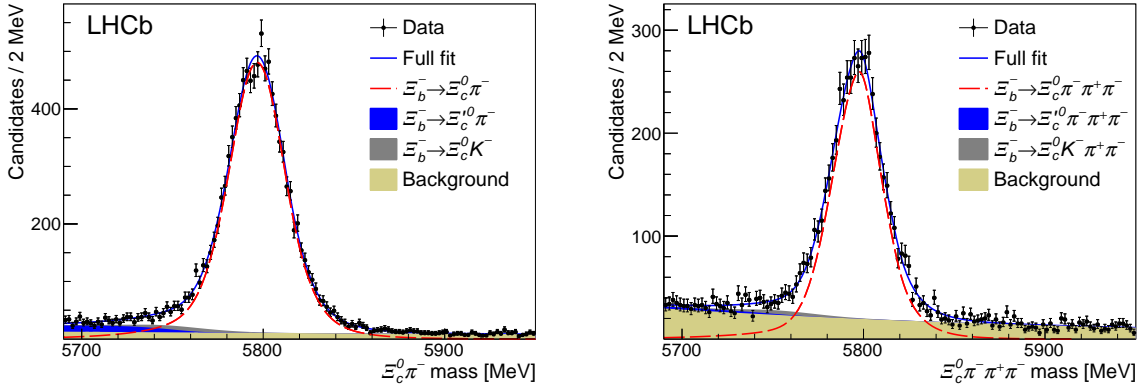 LHCb
Data
Full fit
Ξb⁻→Ξc⁰π⁻
Ξb⁻→Ξc'⁰π⁻
Ξb⁻→Ξc⁰K⁻
Background
Candidates / 2 MeV
400
200
5700 5800 5900
Ξc⁰π⁻ mass [MeV]
LHCb
Data
Full fit
Ξb⁻→Ξc⁰π⁻π⁺π⁻
Ξb⁻→Ξc'⁰π⁻π⁺π⁻
Ξb⁻→Ξc⁰K⁻π⁺π⁻
Background
Candidates / 2 MeV
300
200
100
5700 5800 5900
Ξc⁰π⁻π⁺π⁻ mass [MeV]